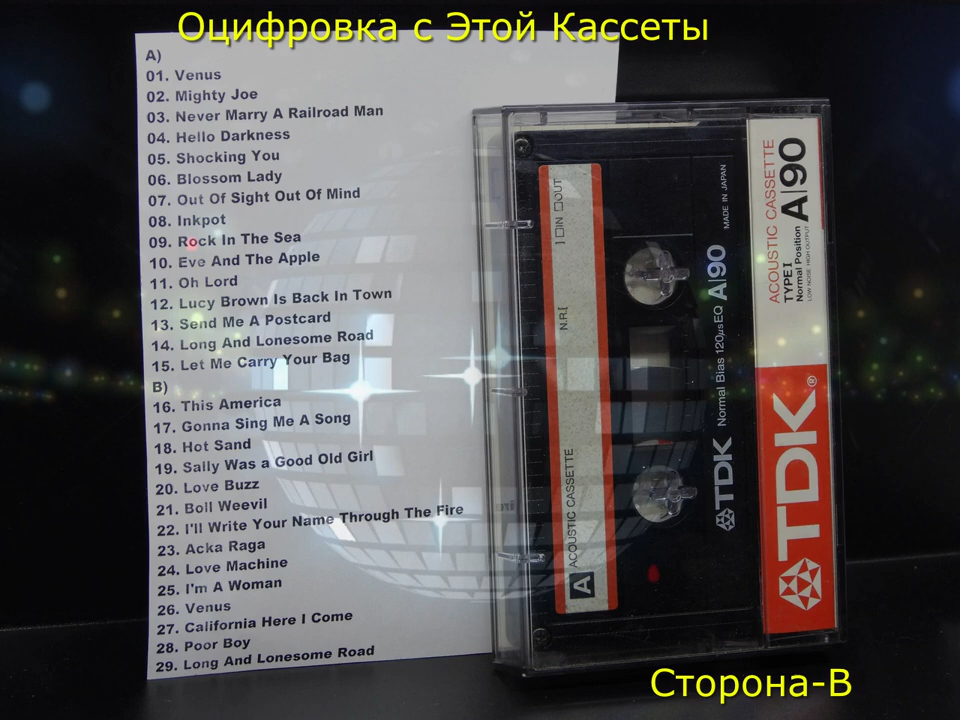 Оцифровка с Этой Кассеты
A)
01. Venus
02. Mighty Joe
03. Never Marry A Railroad Man
04. Hello Darkness
05. Shocking You
06. Blossom Lady
07. Out Of Sight Out Of Mind
08. Inkpot
09. Rock In The Sea
10. Eve And The Apple
11. Oh Lord
12. Lucy Brown Is Back In Town
13. Send Me A Postcard
14. Long And Lonesome Road
15. Let Me Carry Your Bag
B)
16. This America
17. Gonna Sing Me A Song
18. Hot Sand
19. Sally Was a Good Old Girl
20. Love Buzz
21. Boll Weevil
22. I'll Write Your Name Through The Fire
23. Acka Raga
24. Love Machine
25. I'm A Woman
26. Venus
27. California Here I Come
28. Poor Boy
29. Long And Lonesome Road
A ACOUSTIC CASSETTE N.R. [ ] □IN □OUT
TDK Normal Bias 120µs EQ A|90 MADE IN JAPAN
ACOUSTIC CASSETTE
TYPE I
Normal Position
LOW NOISE HIGH OUTPUT
A|90
TDK®
Сторона-В